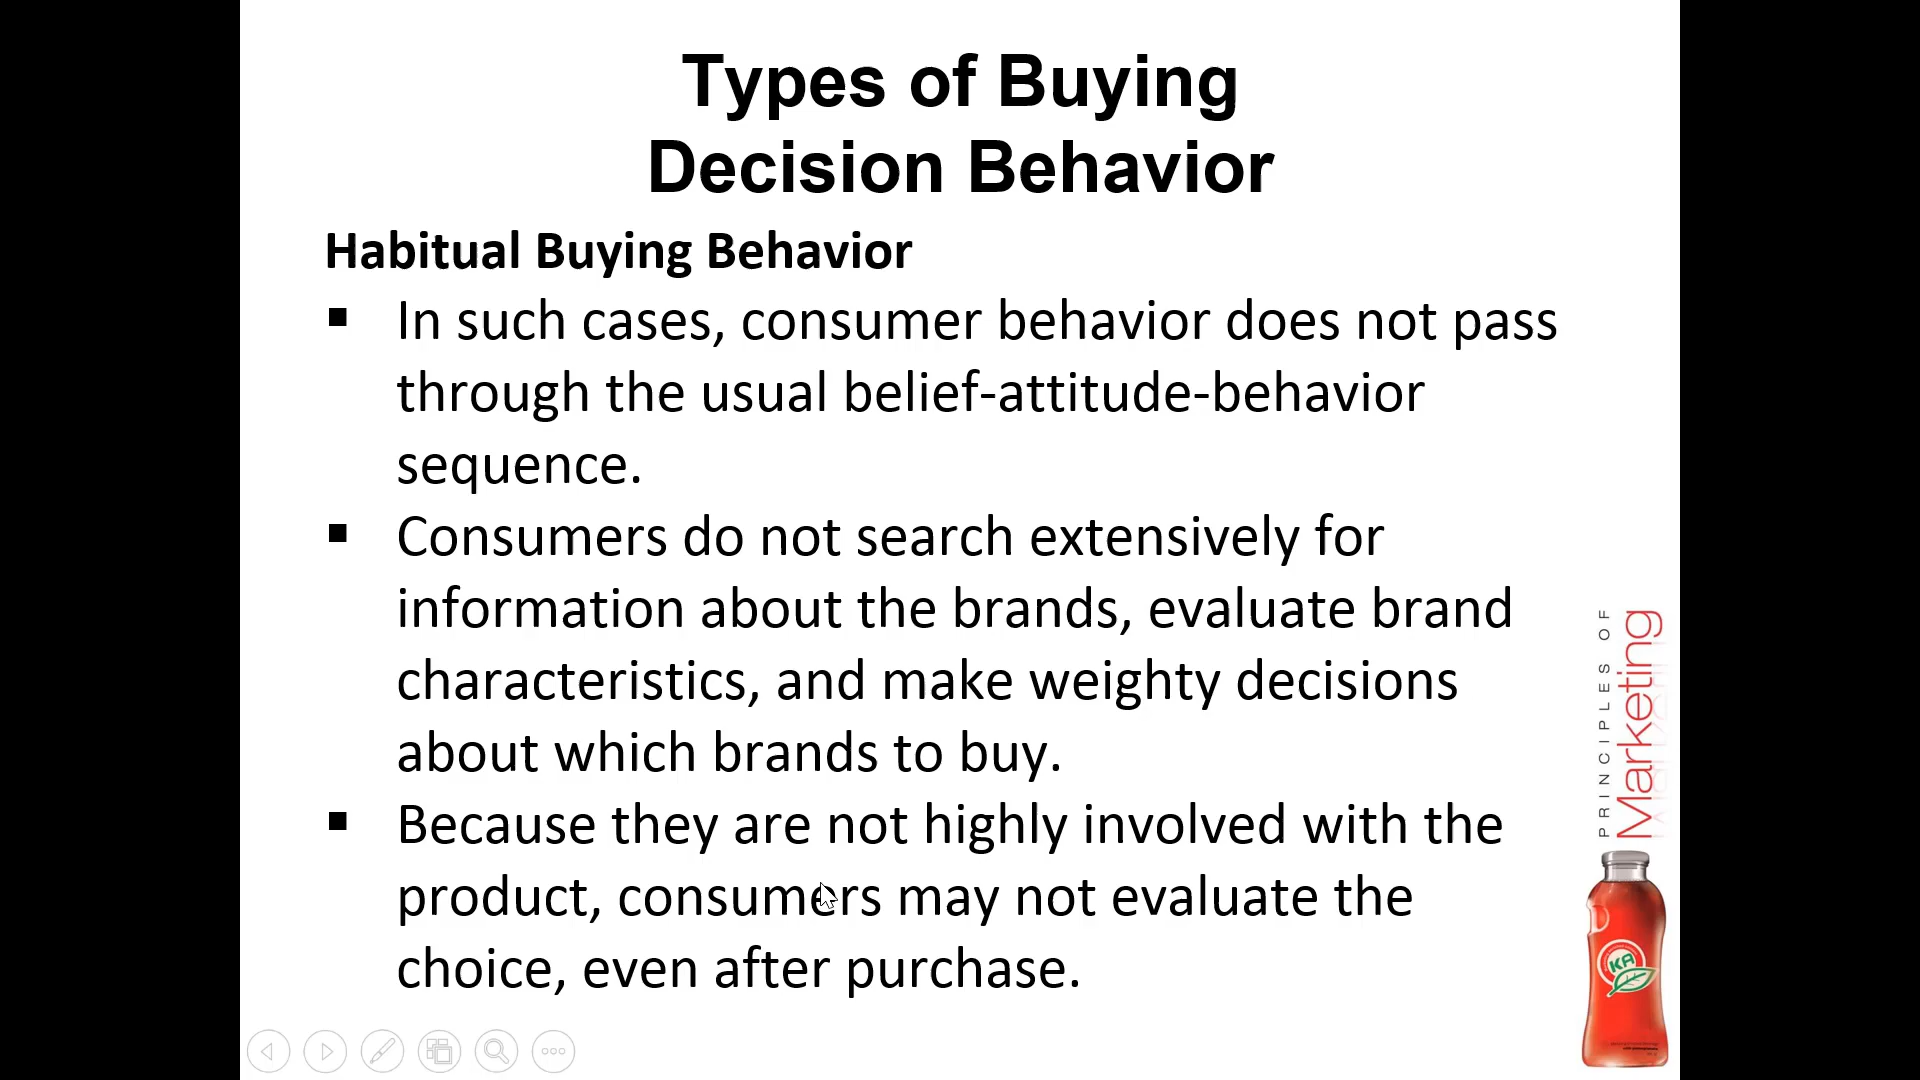 Types of Buying
Decision Behavior
Habitual Buying Behavior
▪ In such cases, consumer behavior does not pass
through the usual belief-attitude-behavior
sequence.
▪ Consumers do not search extensively for
information about the brands, evaluate brand
characteristics, and make weighty decisions
about which brands to buy.
▪ Because they are not highly involved with the
product, consumers may not evaluate the
choice, even after purchase.
PRINCIPLES OF
Marketing
KA